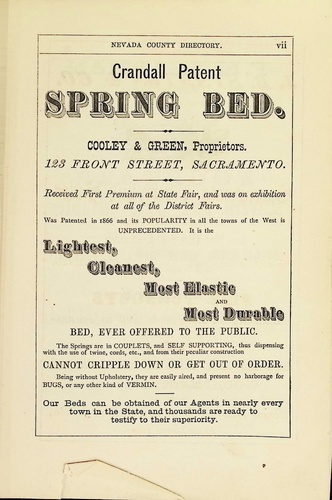 NEVADA COUNTY DIRECTORY. vii
Crandall Patent
SPRING BED.
COOLEY & GREEN, Proprietors.
123 FRONT STREET, SACRAMENTO.
Received First Premium at State Fair, and was on exhibition
at all of the District Fairs.
Was Patented in 1866 and its POPULARITY in all the towns of the West is
UNPRECEDENTED. It is the
Lightest,
Cleanest,
Most Elastic
AND
Most Durable
BED, EVER OFFERED TO THE PUBLIC.
The Springs are in COUPLETS, and SELF SUPPORTING, thus dispensing
with the use of twine, cords, etc., and from their peculiar construction
CANNOT CRIPPLE DOWN OR GET OUT OF ORDER.
Being without Upholstery, they are easily aired, and present no harborage for
BUGS, or any other kind of VERMIN.
Our Beds can be obtained of our Agents in nearly every
town in the State, and thousands are ready to
testify to their superiority.